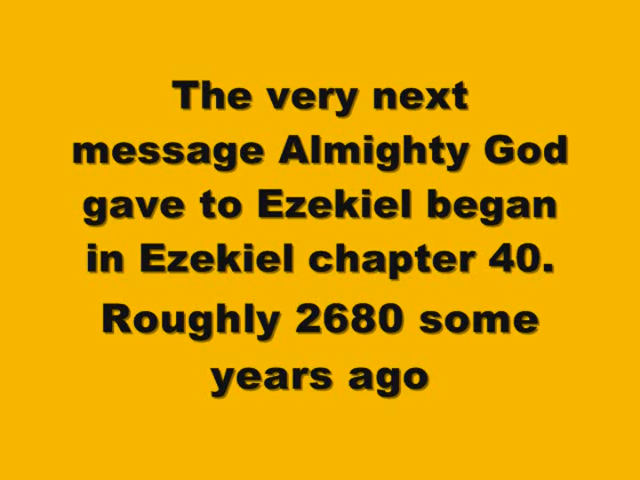 The very next
message Almighty God
gave to Ezekiel began
in Ezekiel chapter 40.
Roughly 2680 some
years ago